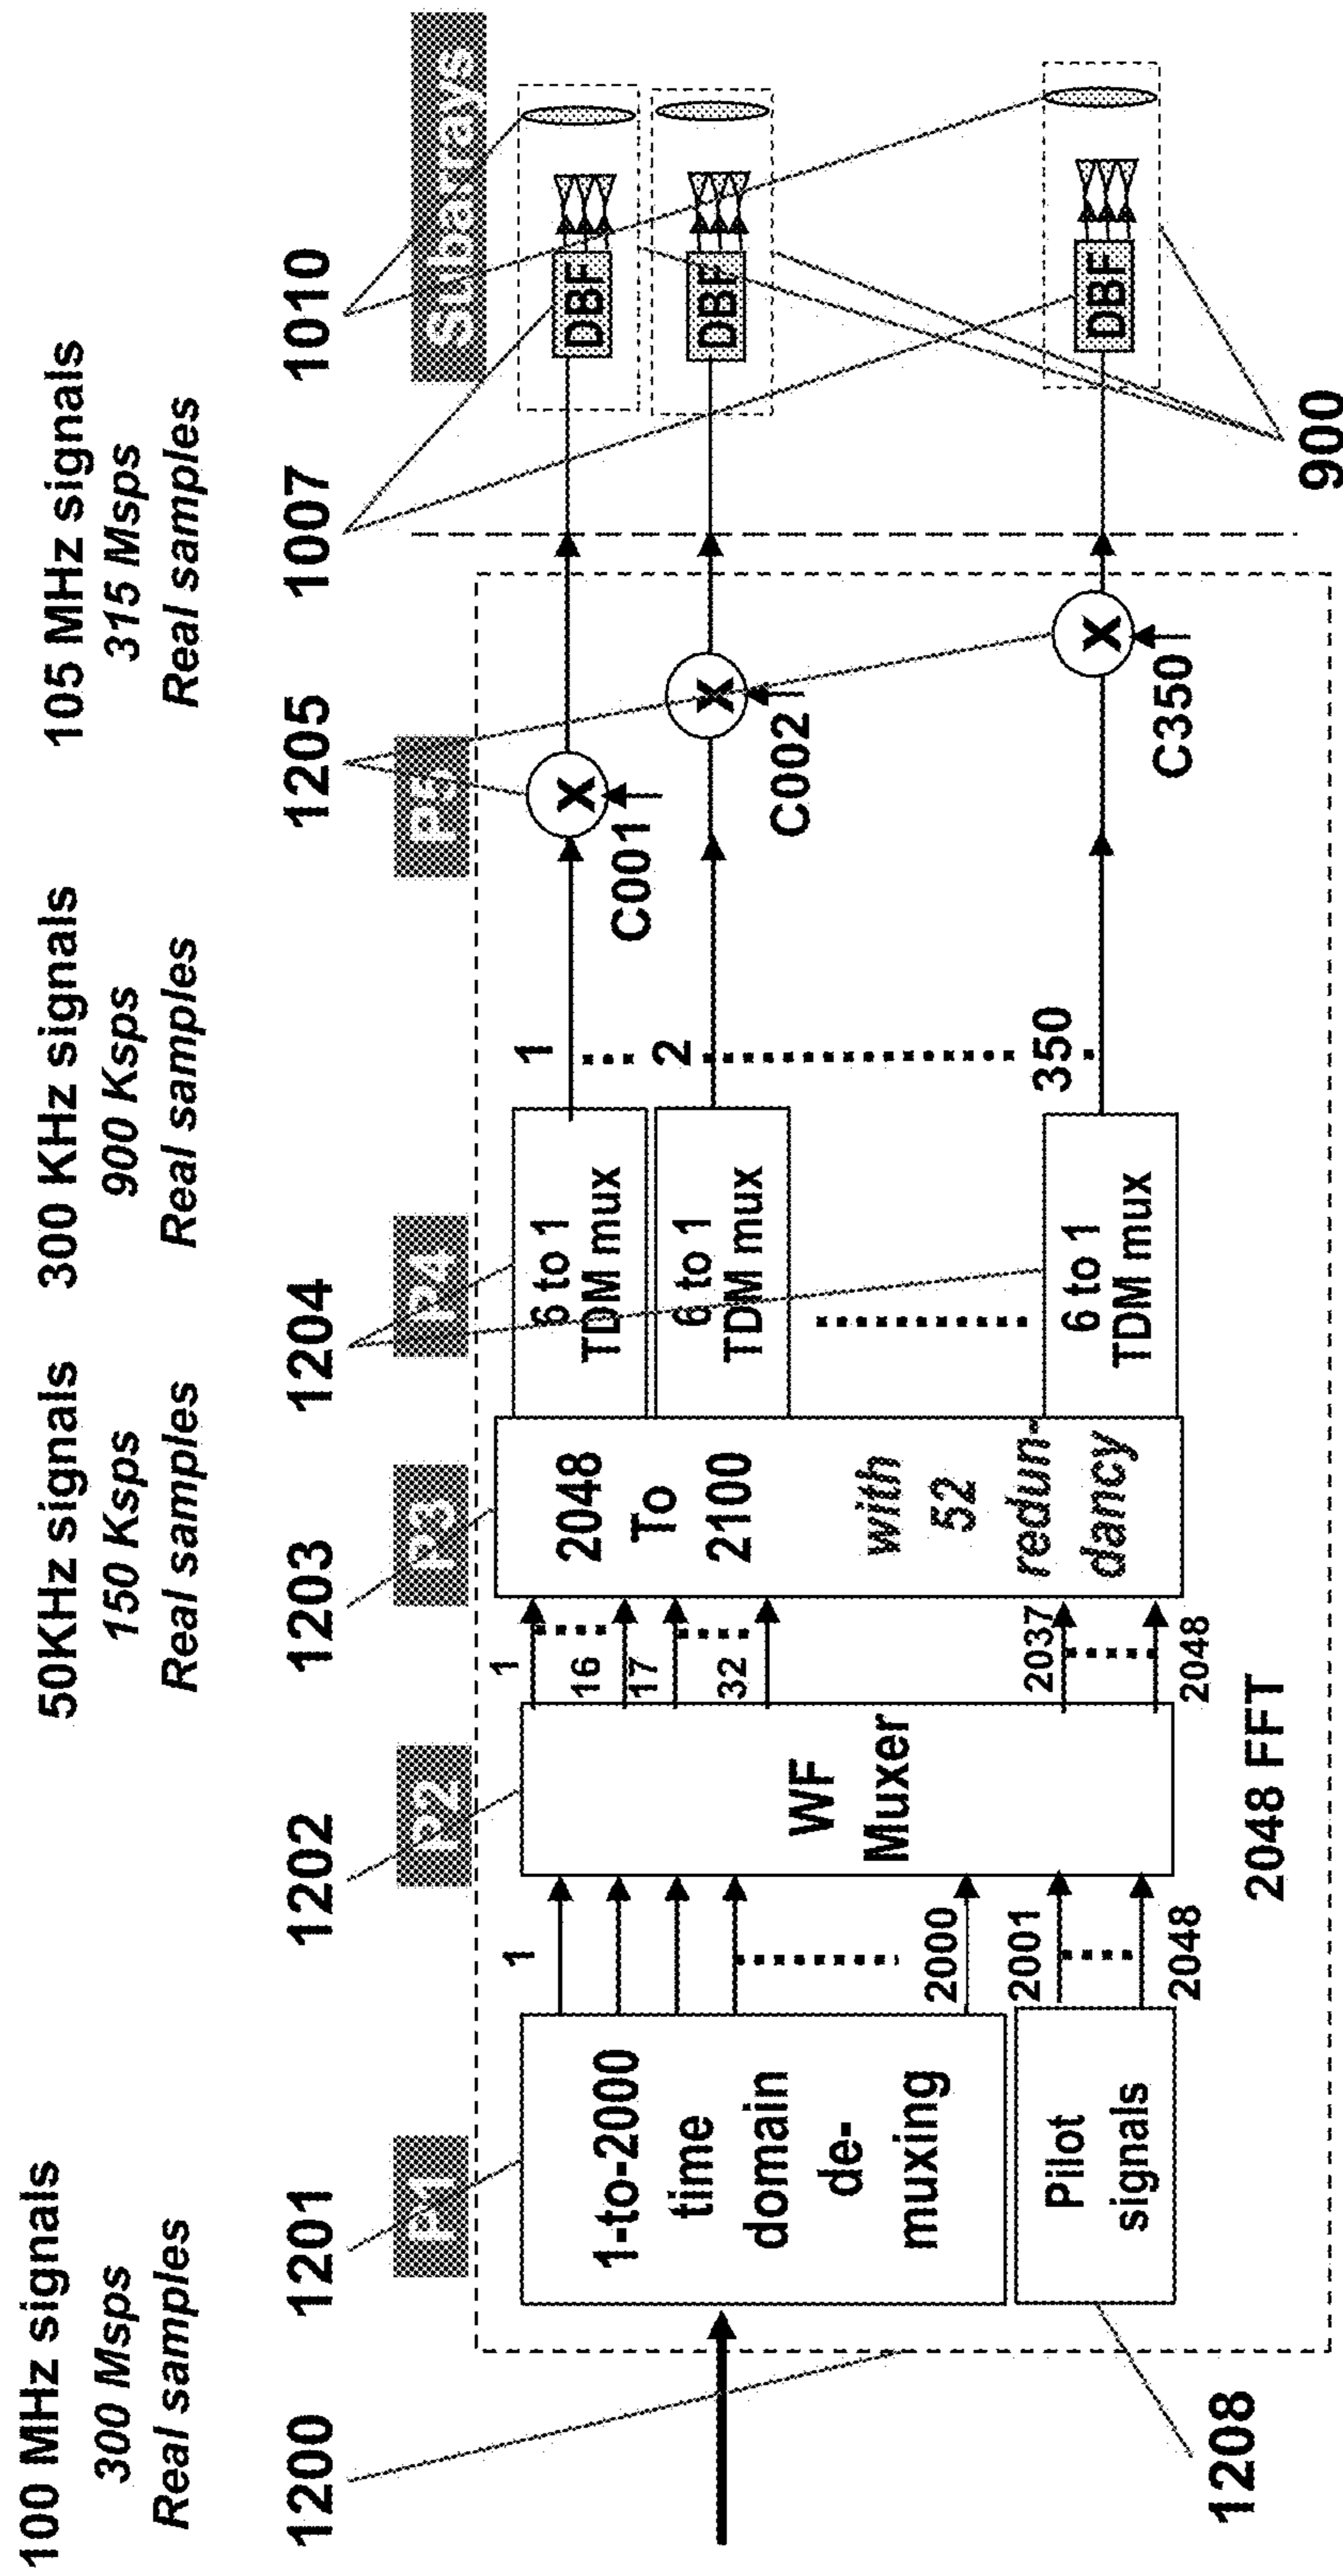 100 MHz signals
300 Msps
Real samples
50KHz signals
150 Ksps
Real samples
300 KHz signals
900 Ksps
Real samples
105 MHz signals
315 Msps
Real samples
1200
1201
1202
1203
1204
1205
1007
1010
P1
P2
P3
P4
P5
Subarrays
1-to-2000
time
domain
de-
muxing
Pilot
signals
1
2000
2001
2048
WF
Muxer
1
16
17
32
2037
2048
2048
To
2100
with
52
redun-
dancy
6 to 1
TDM mux
6 to 1
TDM mux
6 to 1
TDM mux
1
2
350
X
C001
X
C002
X
C350
DBF
DBF
DBF
1208
2048 FFT
900